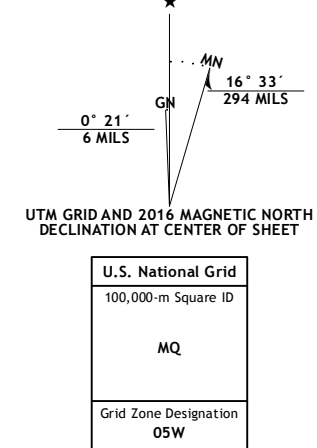 MN
16° 33´
294 MILS
GN
0° 21´
6 MILS
UTM GRID AND 2016 MAGNETIC NORTH
DECLINATION AT CENTER OF SHEET
U.S. National Grid
100,000-m Square ID
MQ
Grid Zone Designation
05W